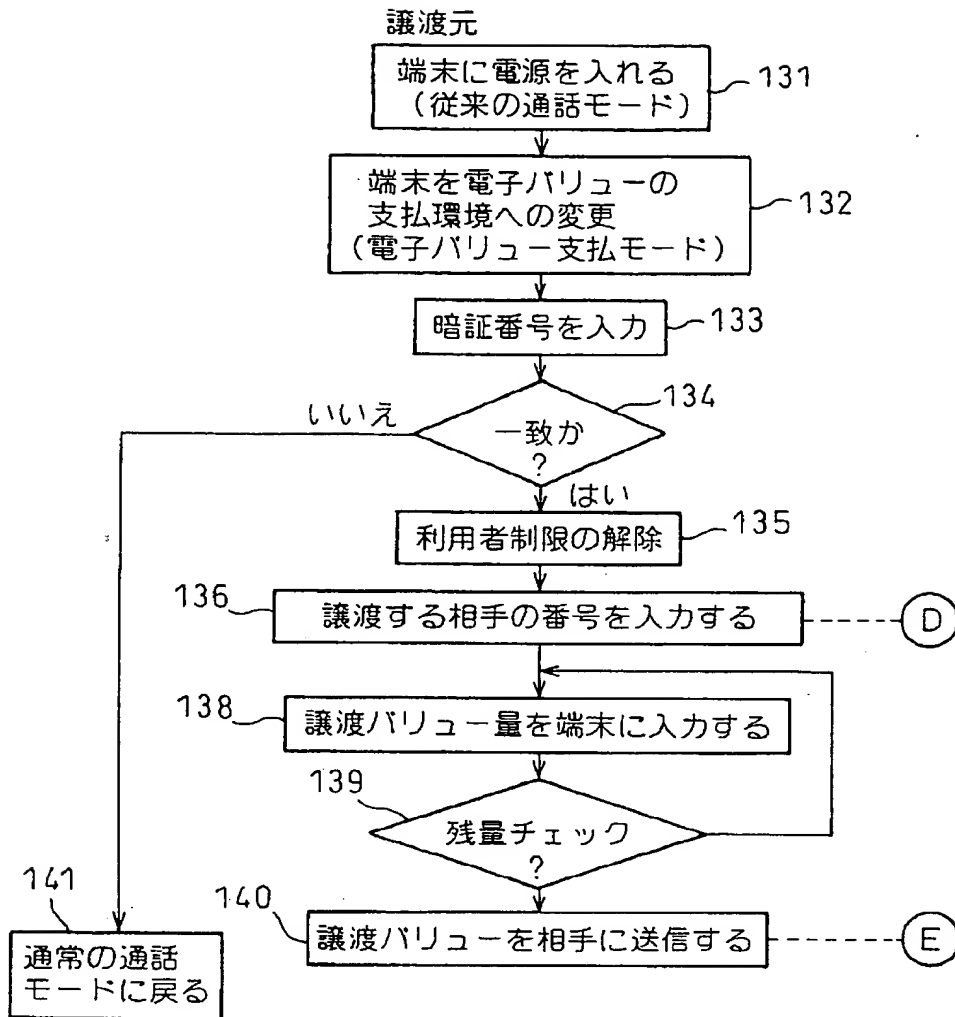 譲渡元
端末に電源を入れる
(従来の通話モード)
131
端末を電子バリューの
支払環境への変更
(電子バリュー支払モード)
132
暗証番号を入力
133
134
いいえ
一致か
?
はい
利用者制限の解除
135
136
譲渡する相手の番号を入力する
D
138
譲渡バリュー量を端末に入力する
139
残量チェック
?
141
140
通常の通話
モードに戻る
譲渡バリューを相手に送信する
E